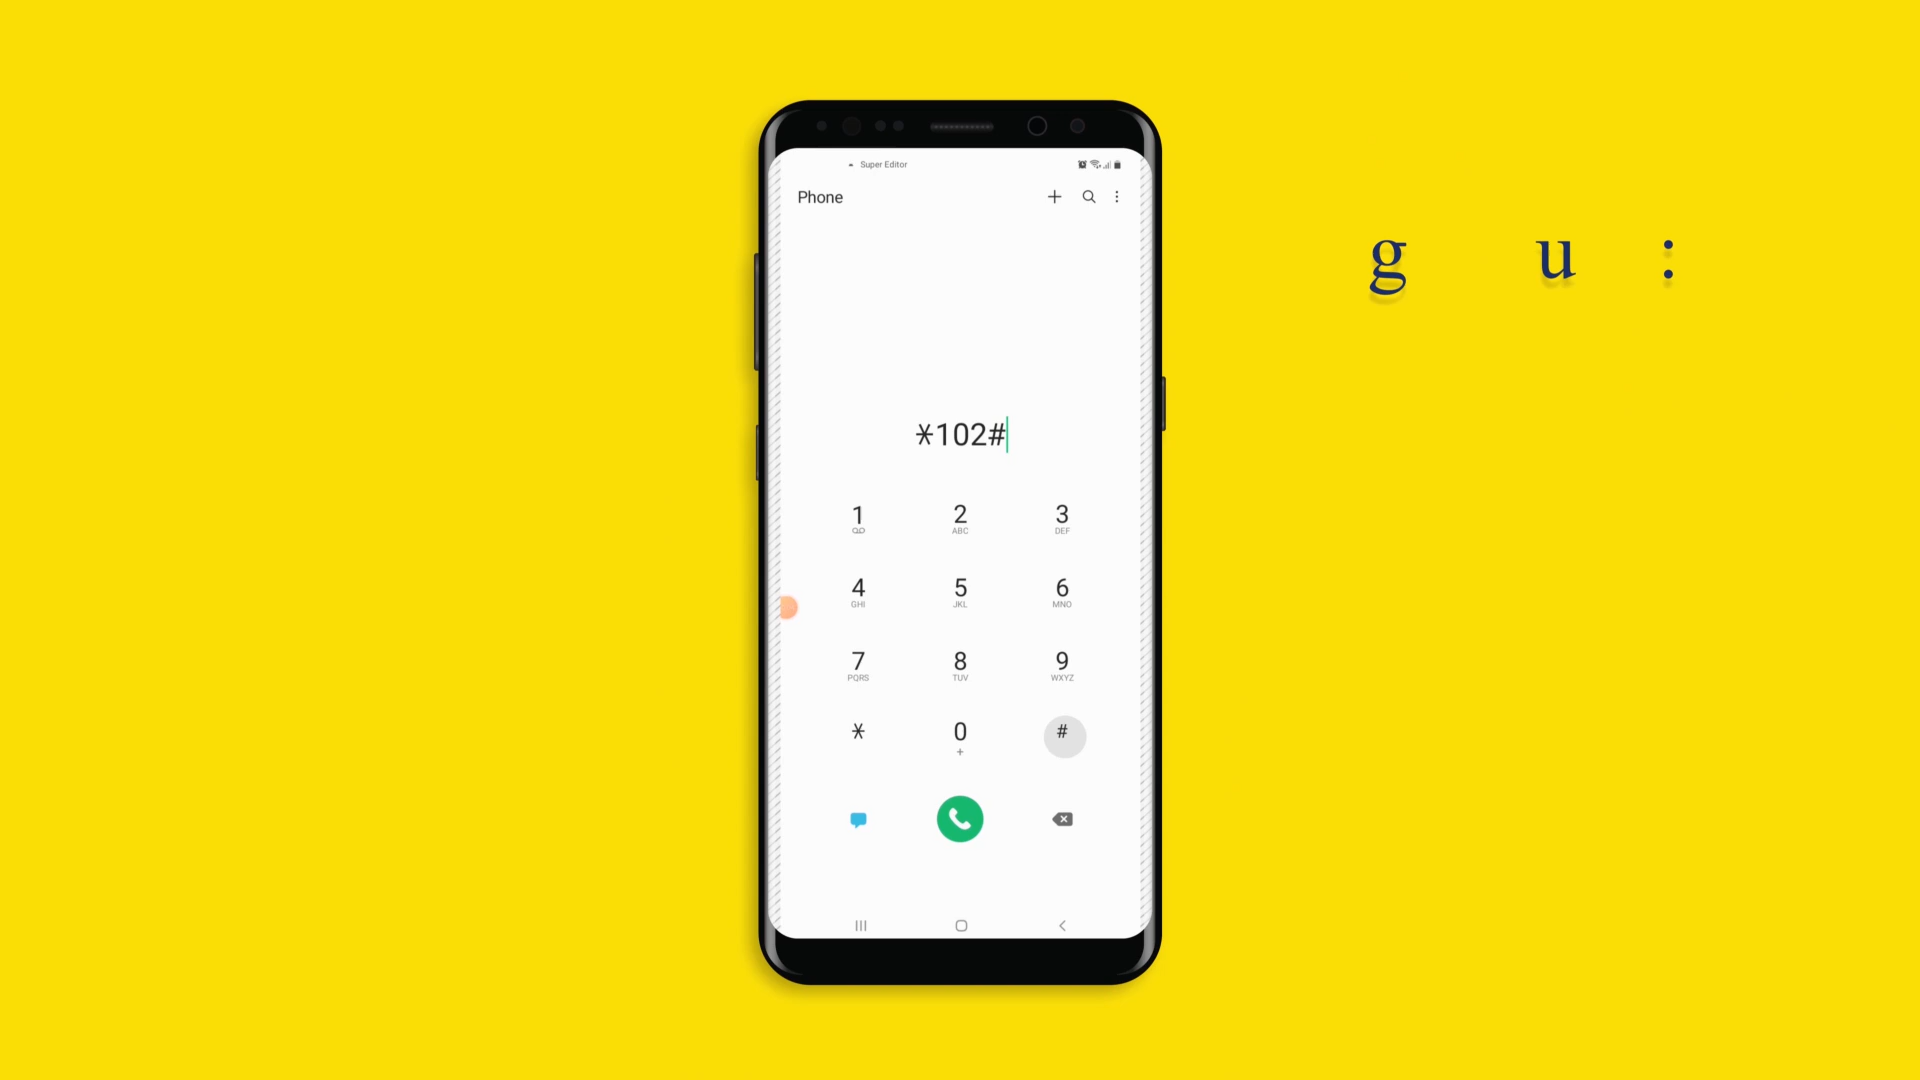 Super Editor
Phone
g u :
*102#
1 2 3
ABC DEF
4 5 6
GHI JKL MNO
7 8 9
PQRS TUV WXYZ
* 0 #
+